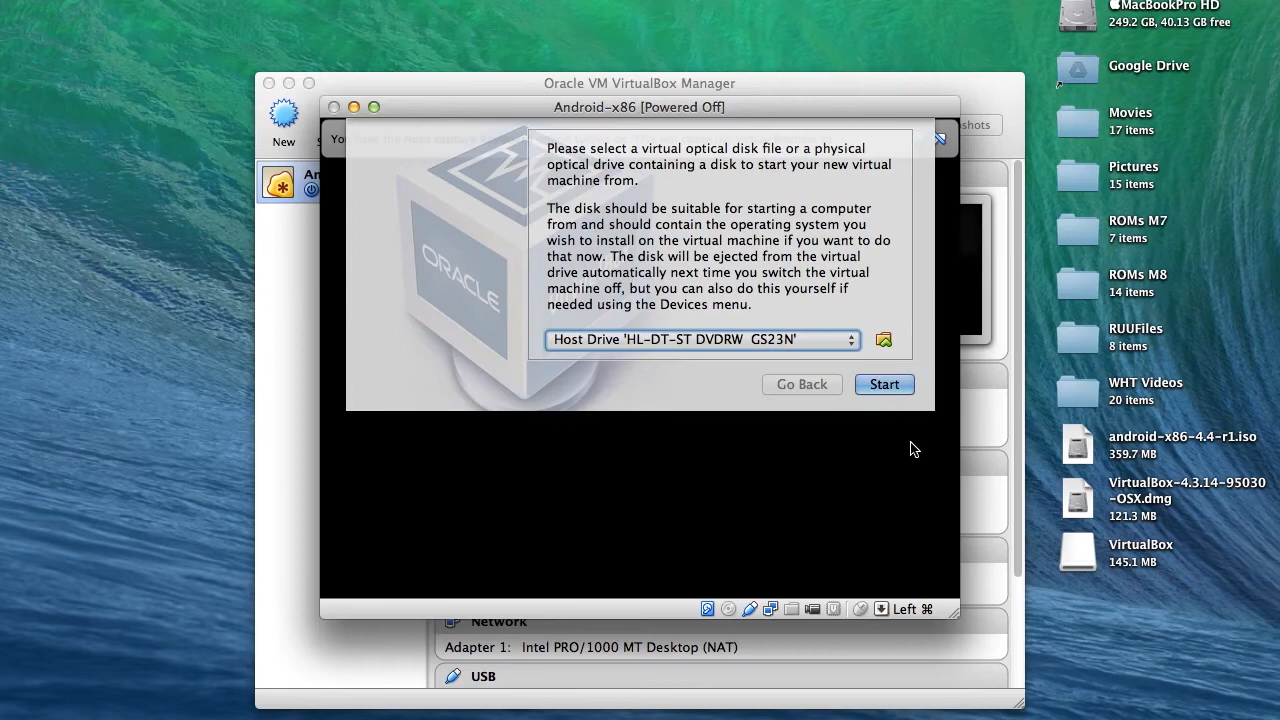 MacBookPro HD
249.2 GB, 40.13 GB free
Google Drive
Movies
17 items
Pictures
15 items
ROMs M7
7 items
ROMs M8
14 items
RUUFiles
8 items
WHT Videos
20 items
android-x86-4.4-r1.iso
359.7 MB
VirtualBox-4.3.14-95030
-OSX.dmg
121.3 MB
VirtualBox
145.1 MB
Oracle VM VirtualBox Manager
New
shots
An
Android-x86 [Powered Off]
Please select a virtual optical disk file or a physical
optical drive containing a disk to start your new virtual
machine from.
The disk should be suitable for starting a computer
from and should contain the operating system you
wish to install on the virtual machine if you want to do
that now. The disk will be ejected from the virtual
drive automatically next time you switch the virtual
machine off, but you can also do this yourself if
needed using the Devices menu.
ORACLE
Host Drive 'HL-DT-ST DVDRW GS23N'
Go Back
Start
Left ⌘
Network
Adapter 1: Intel PRO/1000 MT Desktop (NAT)
USB